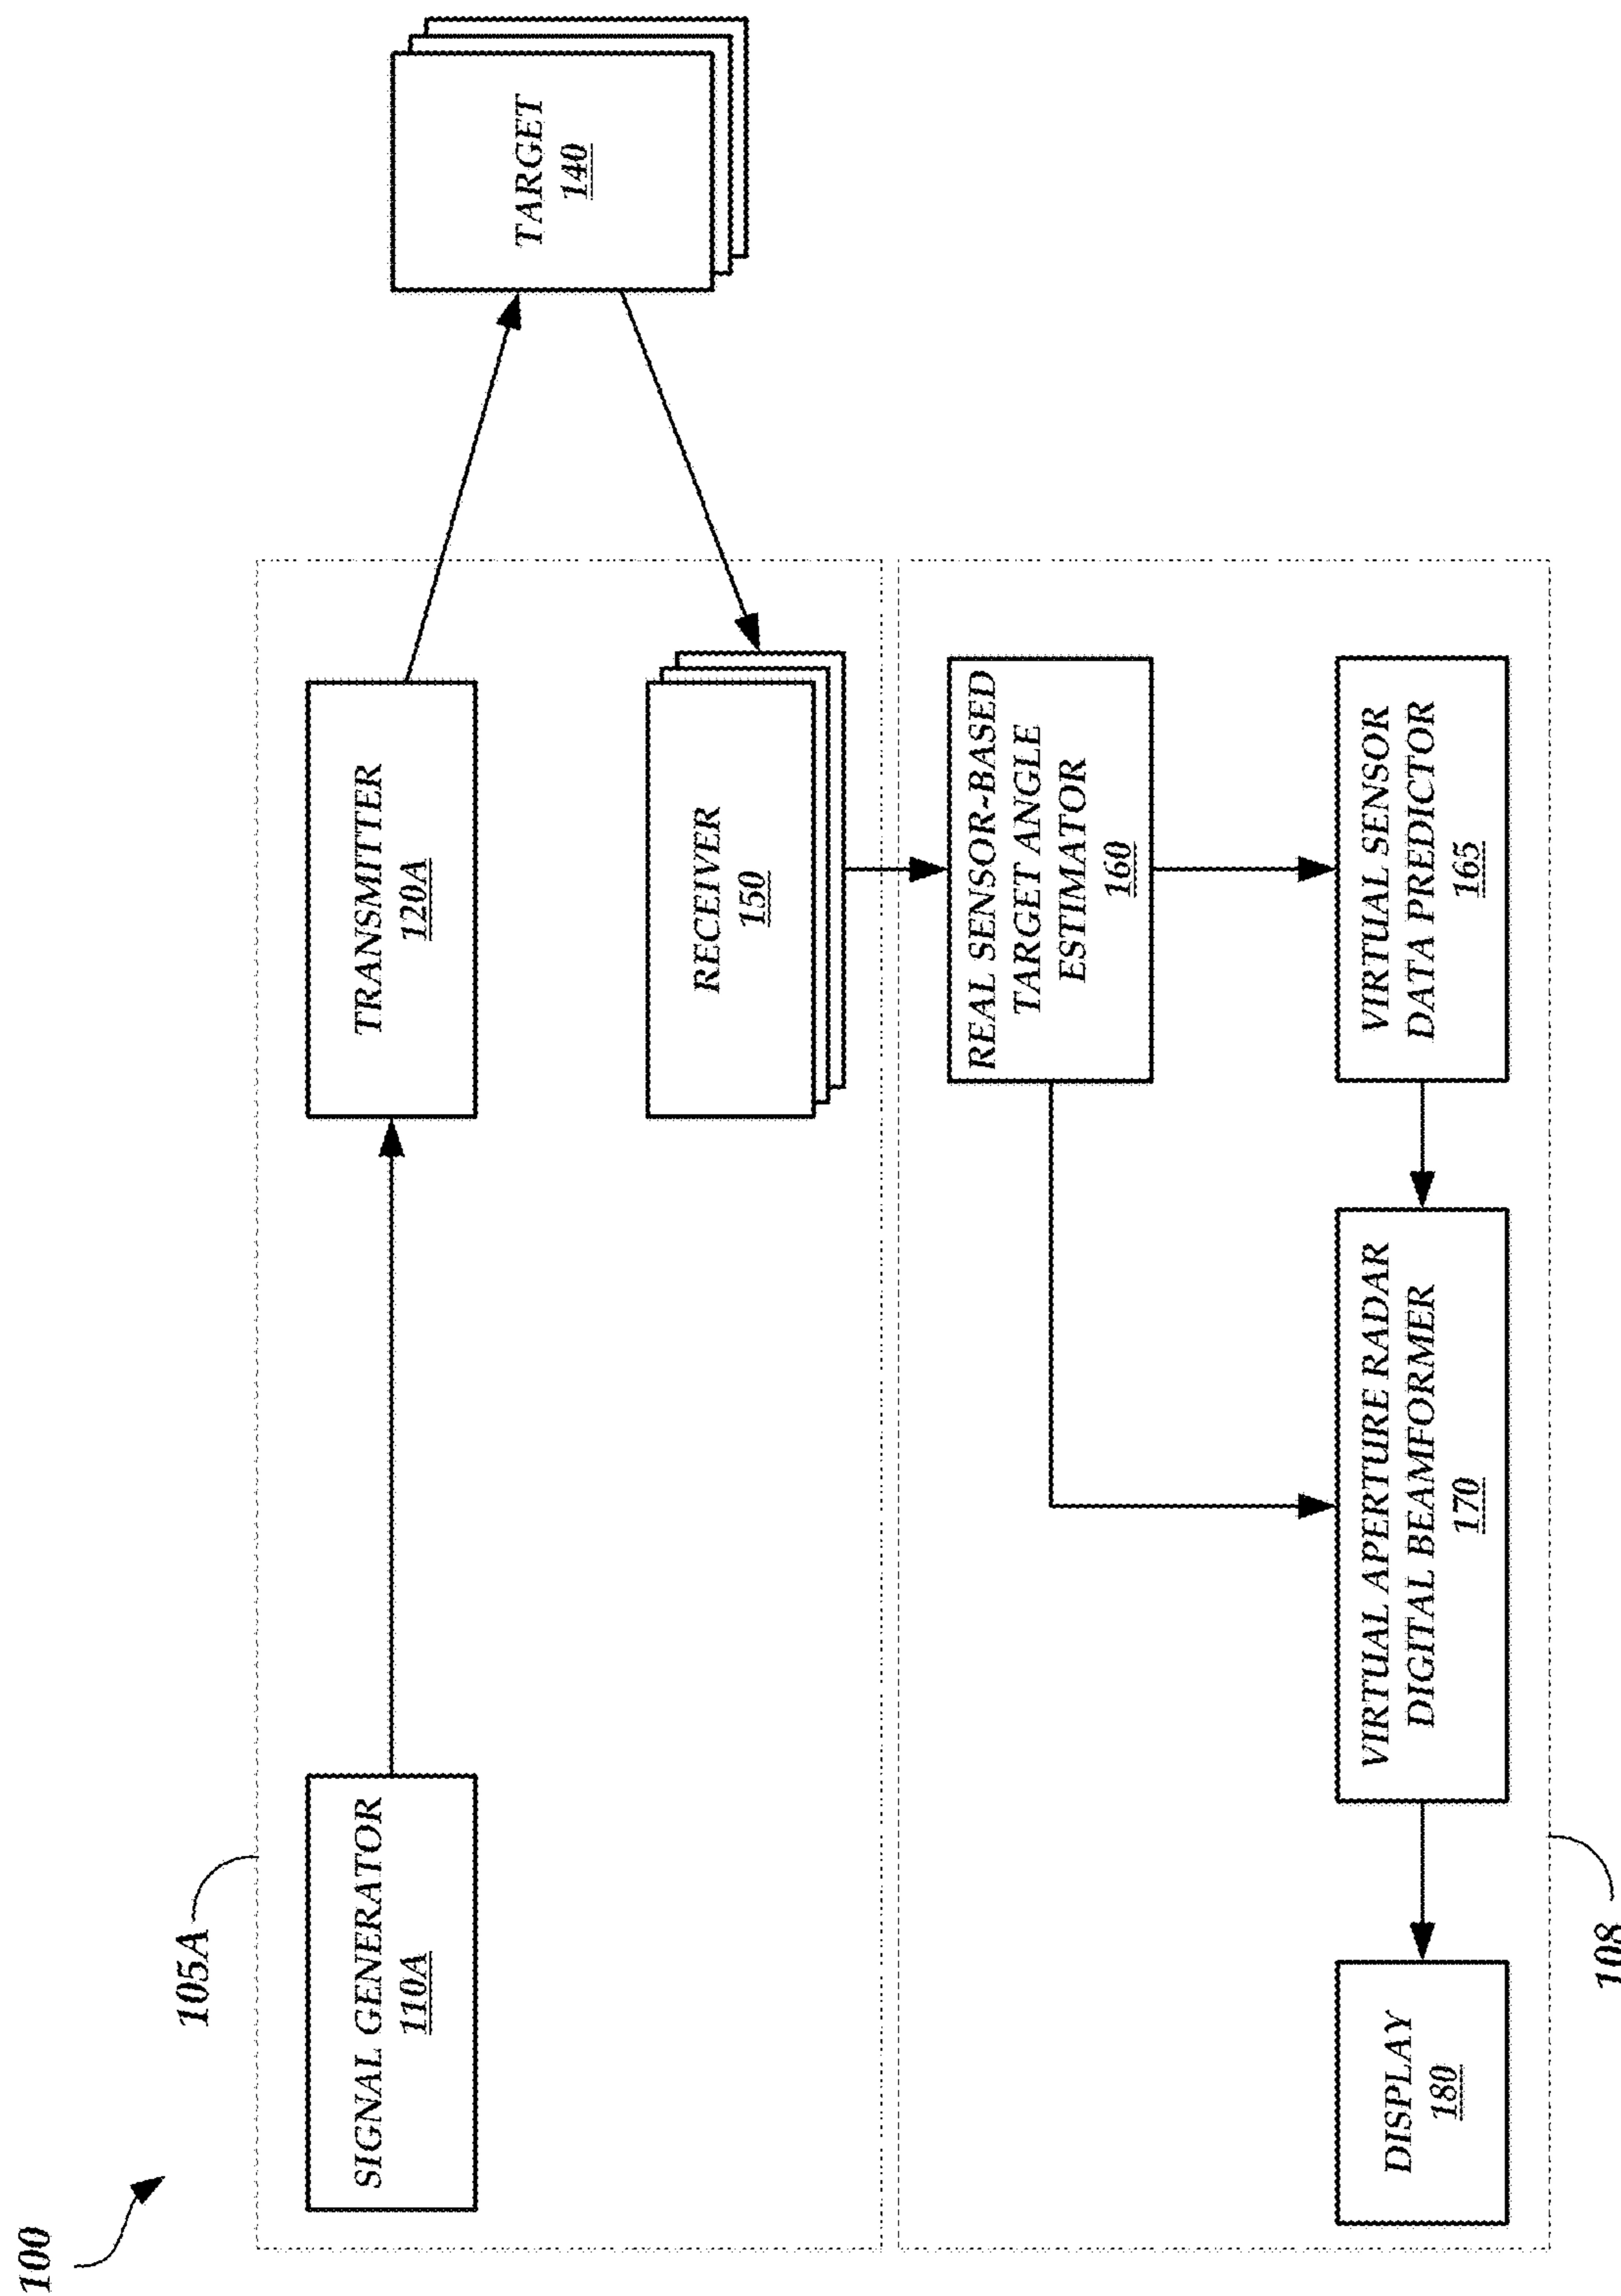 100
105A
SIGNAL GENERATOR
110A
TRANSMITTER
120A
TARGET
140
RECEIVER
150
REAL SENSOR-BASED
TARGET ANGLE
ESTIMATOR
160
DISPLAY
180
VIRTUAL APERTURE RADAR
DIGITAL BEAMFORMER
170
VIRTUAL SENSOR
DATA PREDICTOR
165
108